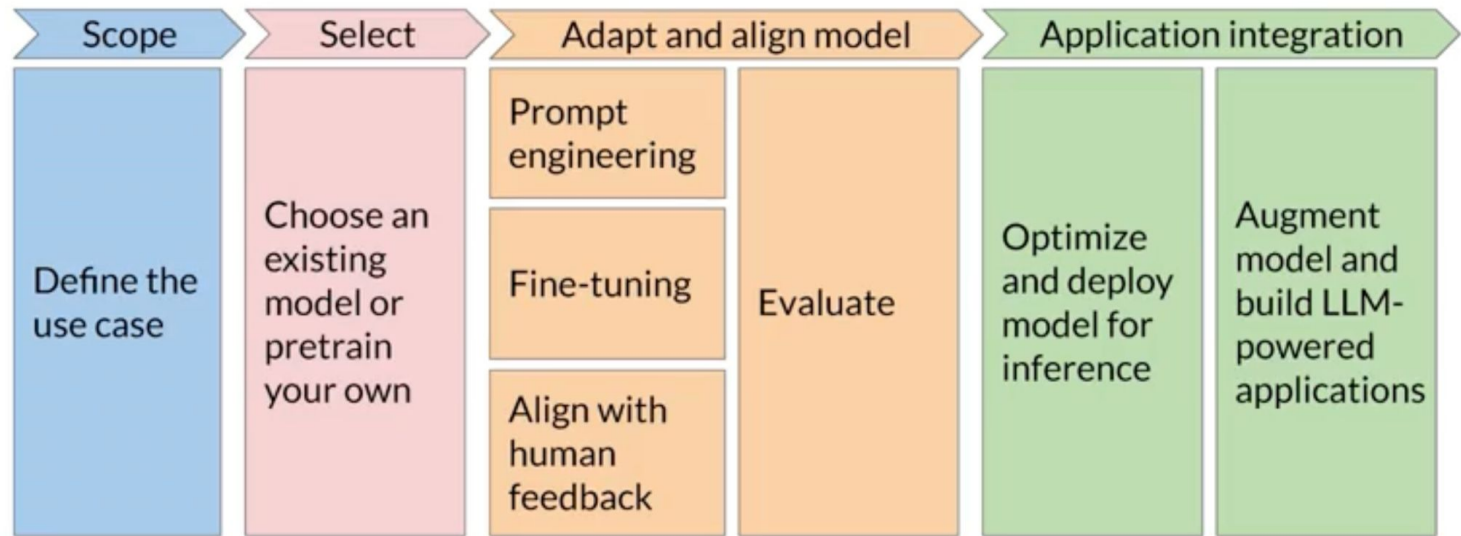 Scope
Select
Adapt and align model
Application integration
Define the
use case
Choose an
existing
model or
pretrain
your own
Prompt
engineering
Fine-tuning
Align with
human
feedback
Evaluate
Optimize
and deploy
model for
inference
Augment
model and
build LLM-
powered
applications